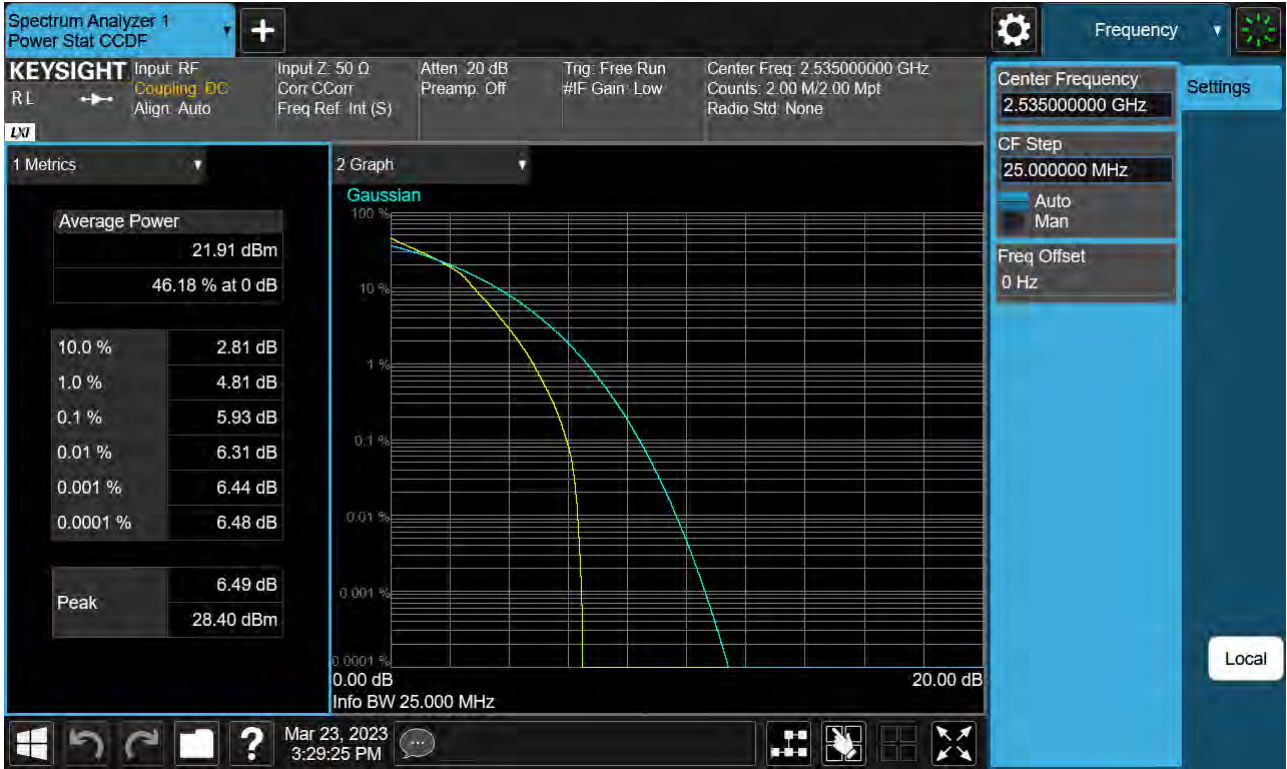 Spectrum Analyzer 1
Power Stat CCDF
+
Frequency
KEYSIGHT
R L
LXI
Input: RF
Coupling: DC
Align: Auto
Input Z: 50 Ω
Corr CCorr
Freq Ref: Int (S)
Atten: 20 dB
Preamp: Off
Trig: Free Run
#IF Gain: Low
Center Freq: 2.535000000 GHz
Counts: 2.00 M/2.00 Mpt
Radio Std: None
Center Frequency
2.535000000 GHz
Settings
CF Step
25.000000 MHz
Auto
Man
Freq Offset
0 Hz
1 Metrics
Average Power
21.91 dBm
46.18 % at 0 dB
10.0 % 2.81 dB
1.0 % 4.81 dB
0.1 % 5.93 dB
0.01 % 6.31 dB
0.001 % 6.44 dB
0.0001 % 6.48 dB
Peak
6.49 dB
28.40 dBm
2 Graph
Gaussian
100 %
10 %
1 %
0.1 %
0.01 %
0.001 %
0.0001 %
0.00 dB 20.00 dB
Info BW 25.000 MHz
Local
?
Mar 23, 2023
3:29:25 PM